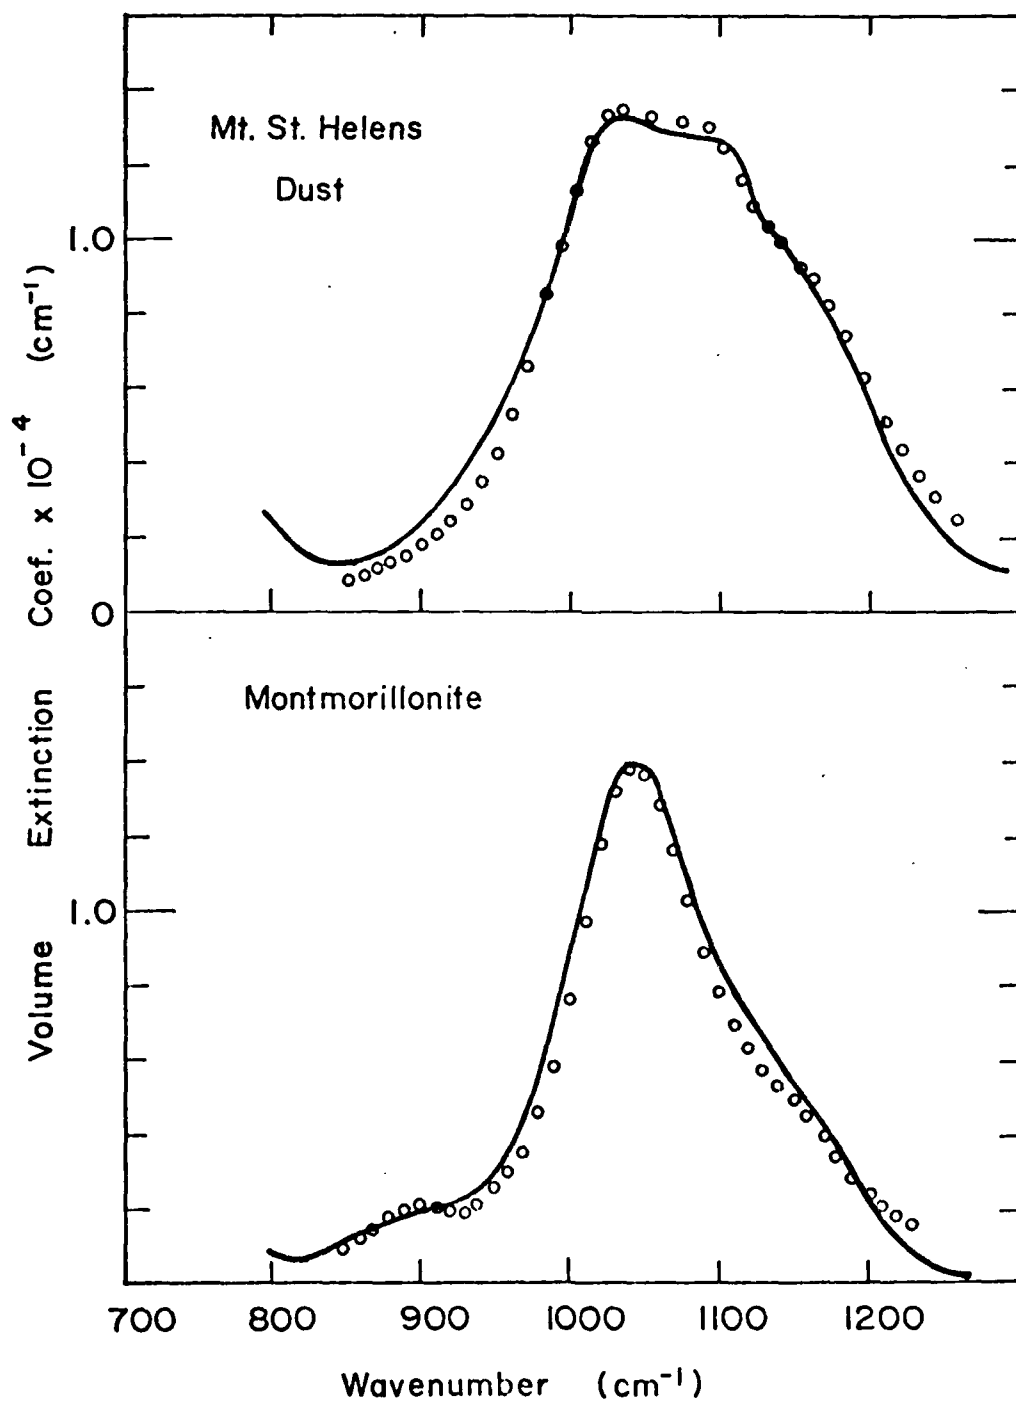 Mt. St. Helens
Dust
1.0
0
Montmorillonite
1.0
Volume Extinction Coef. x 10⁻⁴ (cm⁻¹)
700 800 900 1000 1100 1200
Wavenumber (cm⁻¹)